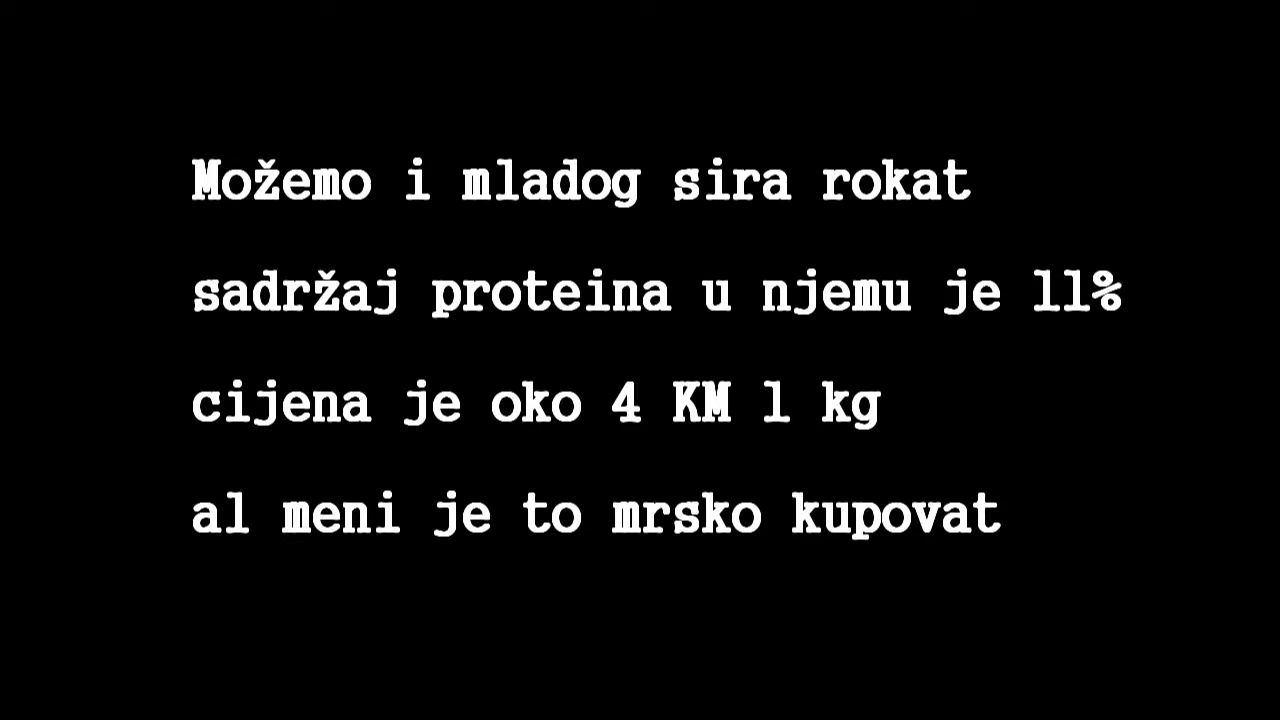 Možemo i mladog sira rokat
sadržaj proteina u njemu je 11%
cijena je oko 4 KM 1 kg
al meni je to mrsko kupovat